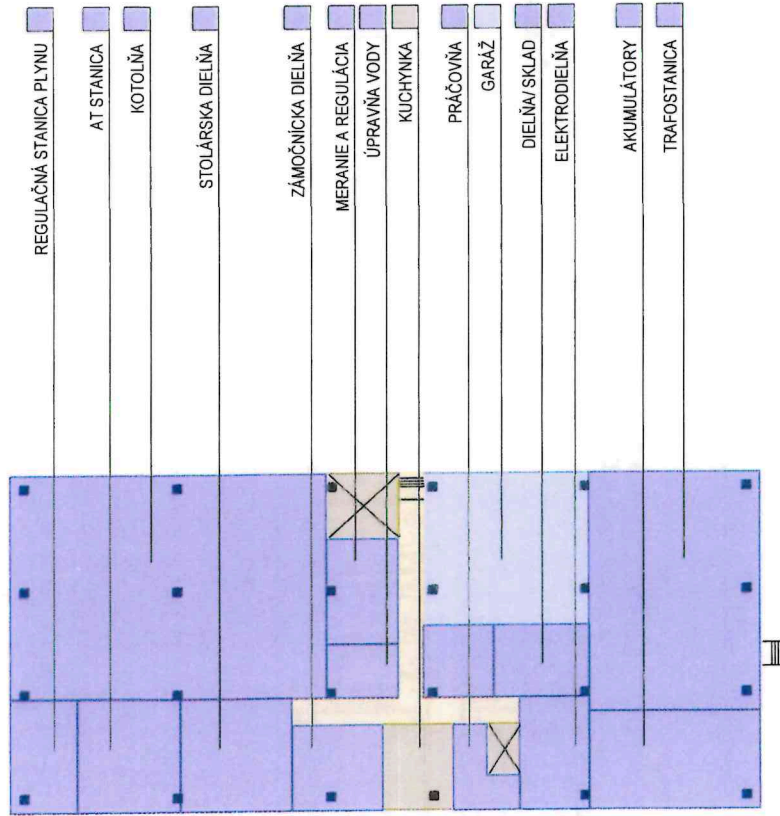 REGULAČNÁ STANICA PLYNU
AT STANICA
KOTOLŇA
STOLÁRSKA DIELŇA
ZÁMOČNÍCKA DIELŇA
MERANIE A REGULÁCIA
ÚPRAVŇA VODY
KUCHYNKA
PRÁČOVŇA
GARÁŽ
DIELŇA/ SKLAD
ELEKTRODIELŇA
AKUMULÁTORY
TRAFOSTANICA